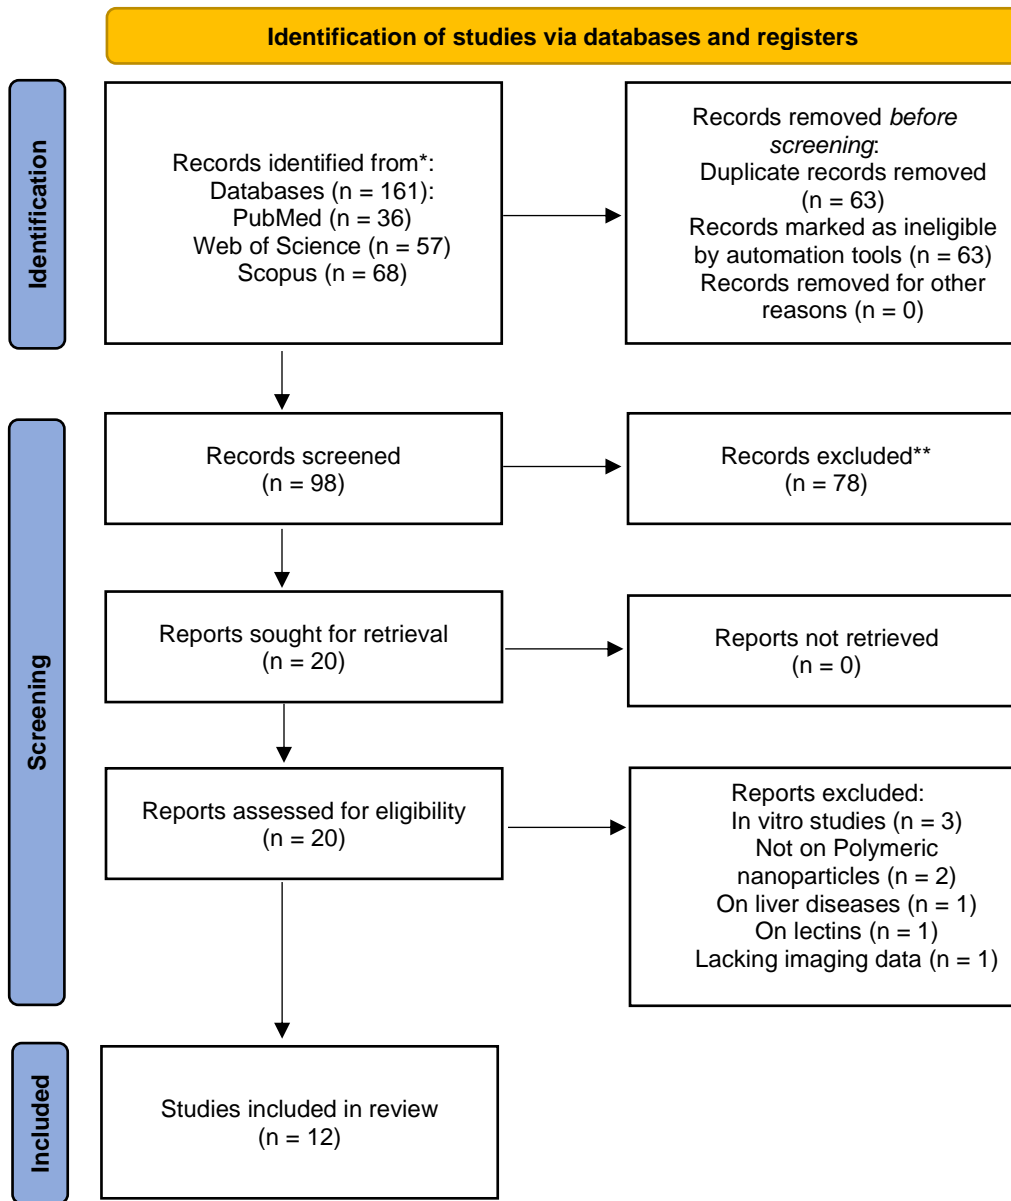 Identification of studies via databases and registers
Identification
Records identified from*:
Databases (n = 161):
PubMed (n = 36)
Web of Science (n = 57)
Scopus (n = 68)
Records removed before
screening:
Duplicate records removed
(n = 63)
Records marked as ineligible
by automation tools (n = 63)
Records removed for other
reasons (n = 0)
Screening
Records screened
(n = 98)
Records excluded**
(n = 78)
Reports sought for retrieval
(n = 20)
Reports not retrieved
(n = 0)
Reports assessed for eligibility
(n = 20)
Reports excluded:
In vitro studies (n = 3)
Not on Polymeric
nanoparticles (n = 2)
On liver diseases (n = 1)
On lectins (n = 1)
Lacking imaging data (n = 1)
Included
Studies included in review
(n = 12)